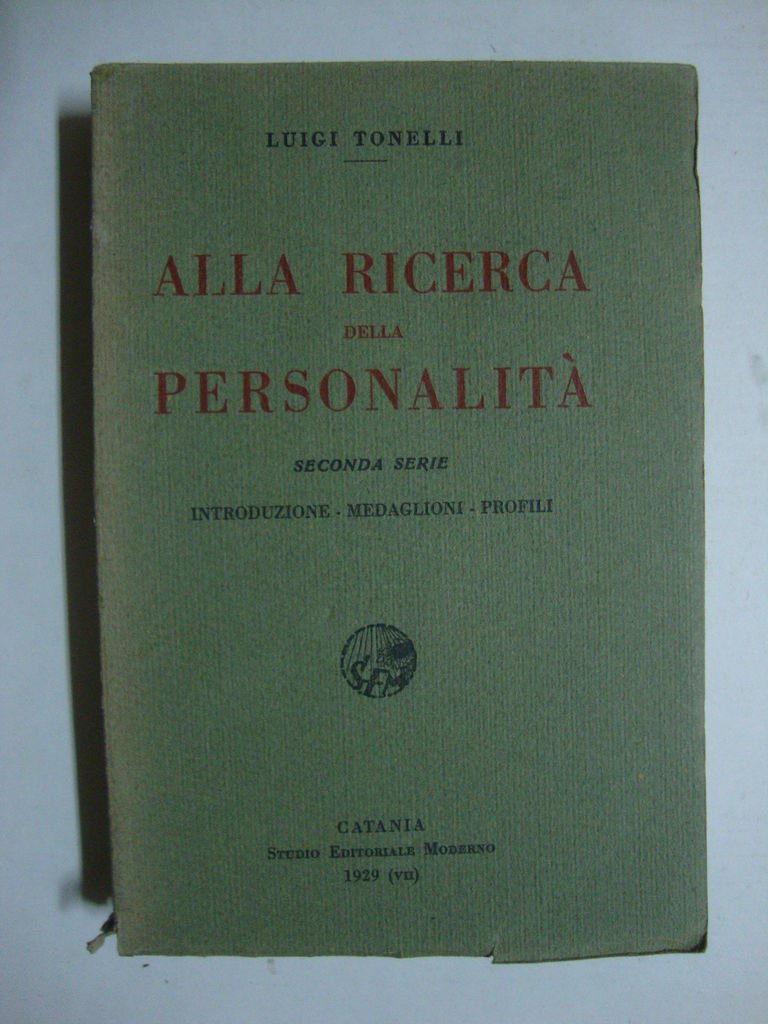 LUIGI TONELLI
ALLA RICERCA
DELLA
PERSONALITÀ
SECONDA SERIE
INTRODUZIONE - MEDAGLIONI - PROFILI
SEM
CATANIA
STUDIO EDITORIALE MODERNO
1929 (VII)